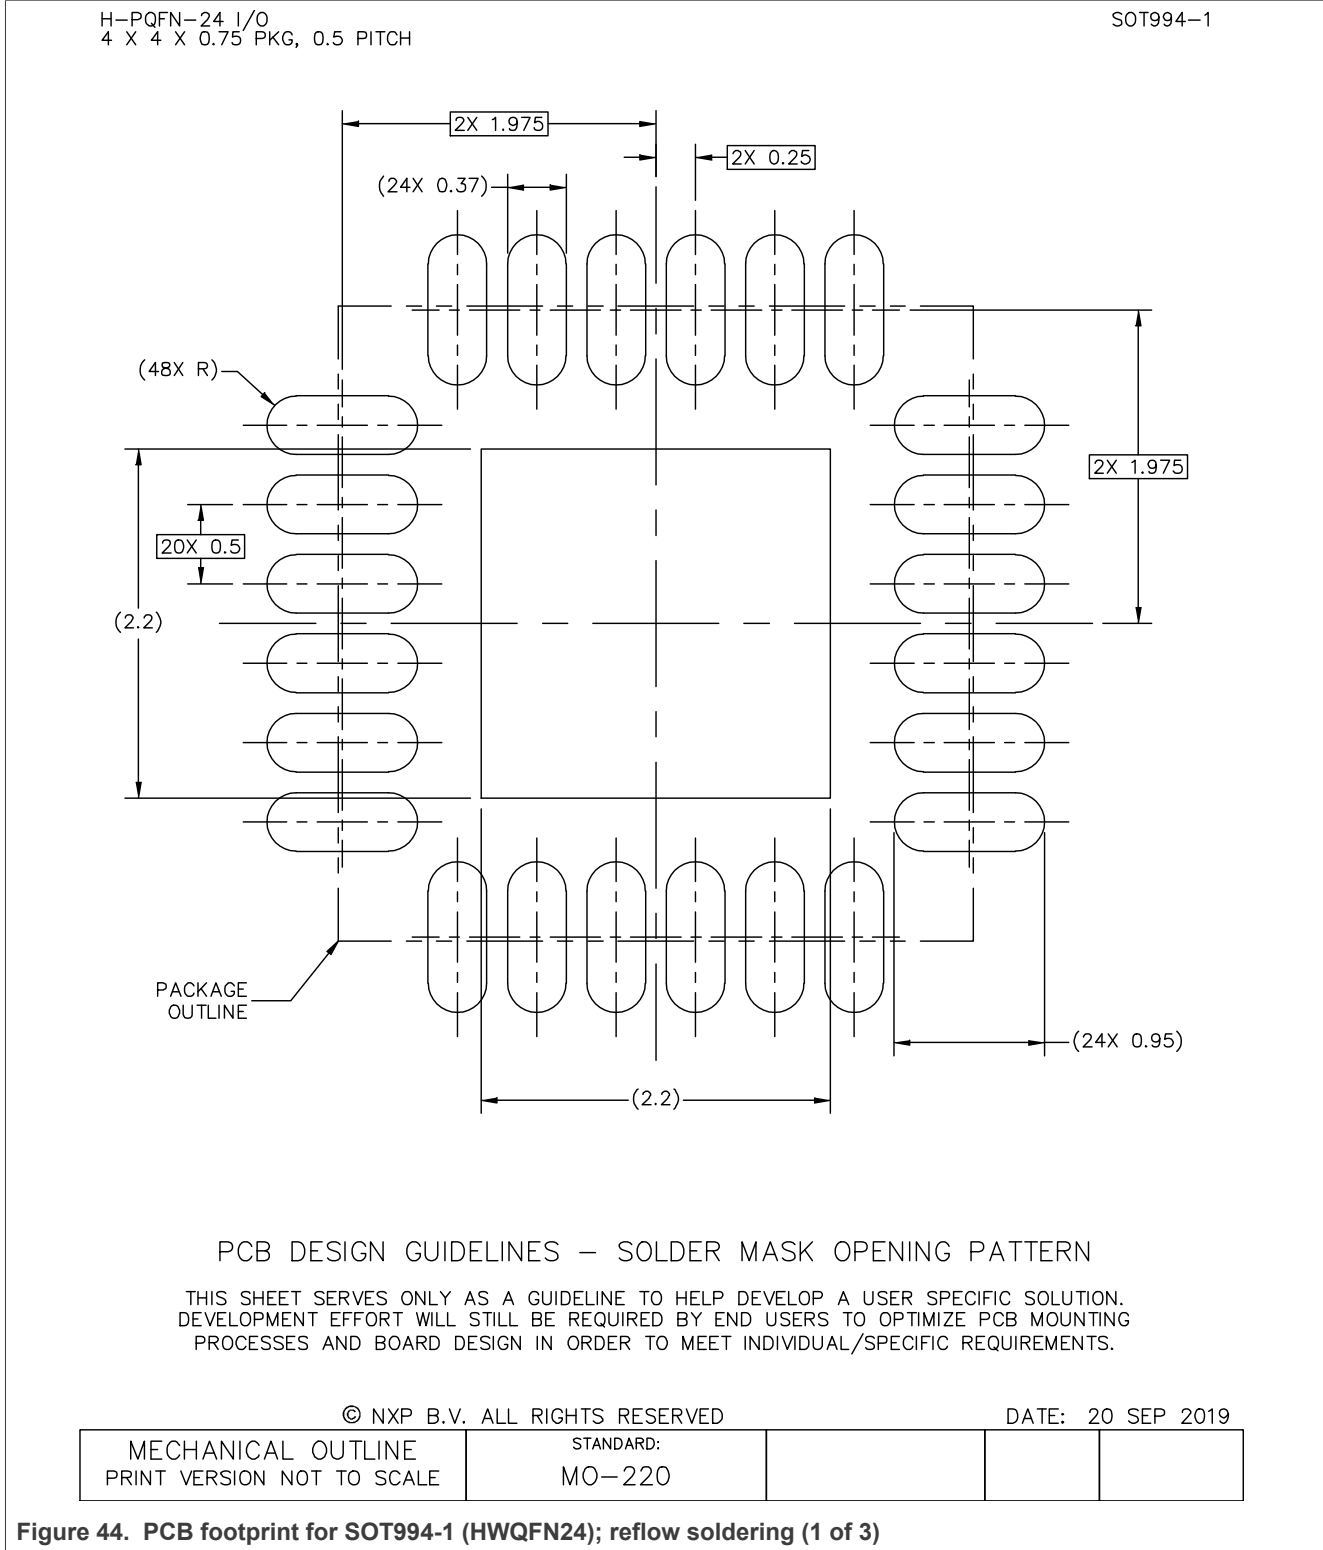 H-PQFN-24 I/O
4 X 4 X 0.75 PKG, 0.5 PITCH
SOT994-1
2X 1.975
2X 0.25
(24X 0.37)
(48X R)
2X 1.975
20X 0.5
(2.2)
PACKAGE
OUTLINE
(24X 0.95)
(2.2)
PCB DESIGN GUIDELINES - SOLDER MASK OPENING PATTERN
THIS SHEET SERVES ONLY AS A GUIDELINE TO HELP DEVELOP A USER SPECIFIC SOLUTION.
DEVELOPMENT EFFORT WILL STILL BE REQUIRED BY END USERS TO OPTIMIZE PCB MOUNTING
PROCESSES AND BOARD DESIGN IN ORDER TO MEET INDIVIDUAL/SPECIFIC REQUIREMENTS.
© NXP B.V. ALL RIGHTS RESERVED
DATE: 20 SEP 2019
MECHANICAL OUTLINE
PRINT VERSION NOT TO SCALE
STANDARD:
MO-220
Figure 44. PCB footprint for SOT994-1 (HWQFN24); reflow soldering (1 of 3)